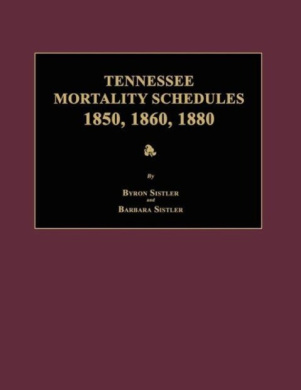 TENNESSEE
MORTALITY SCHEDULES
1850, 1860, 1880
By
BYRON SISTLER
and
BARBARA SISTLER